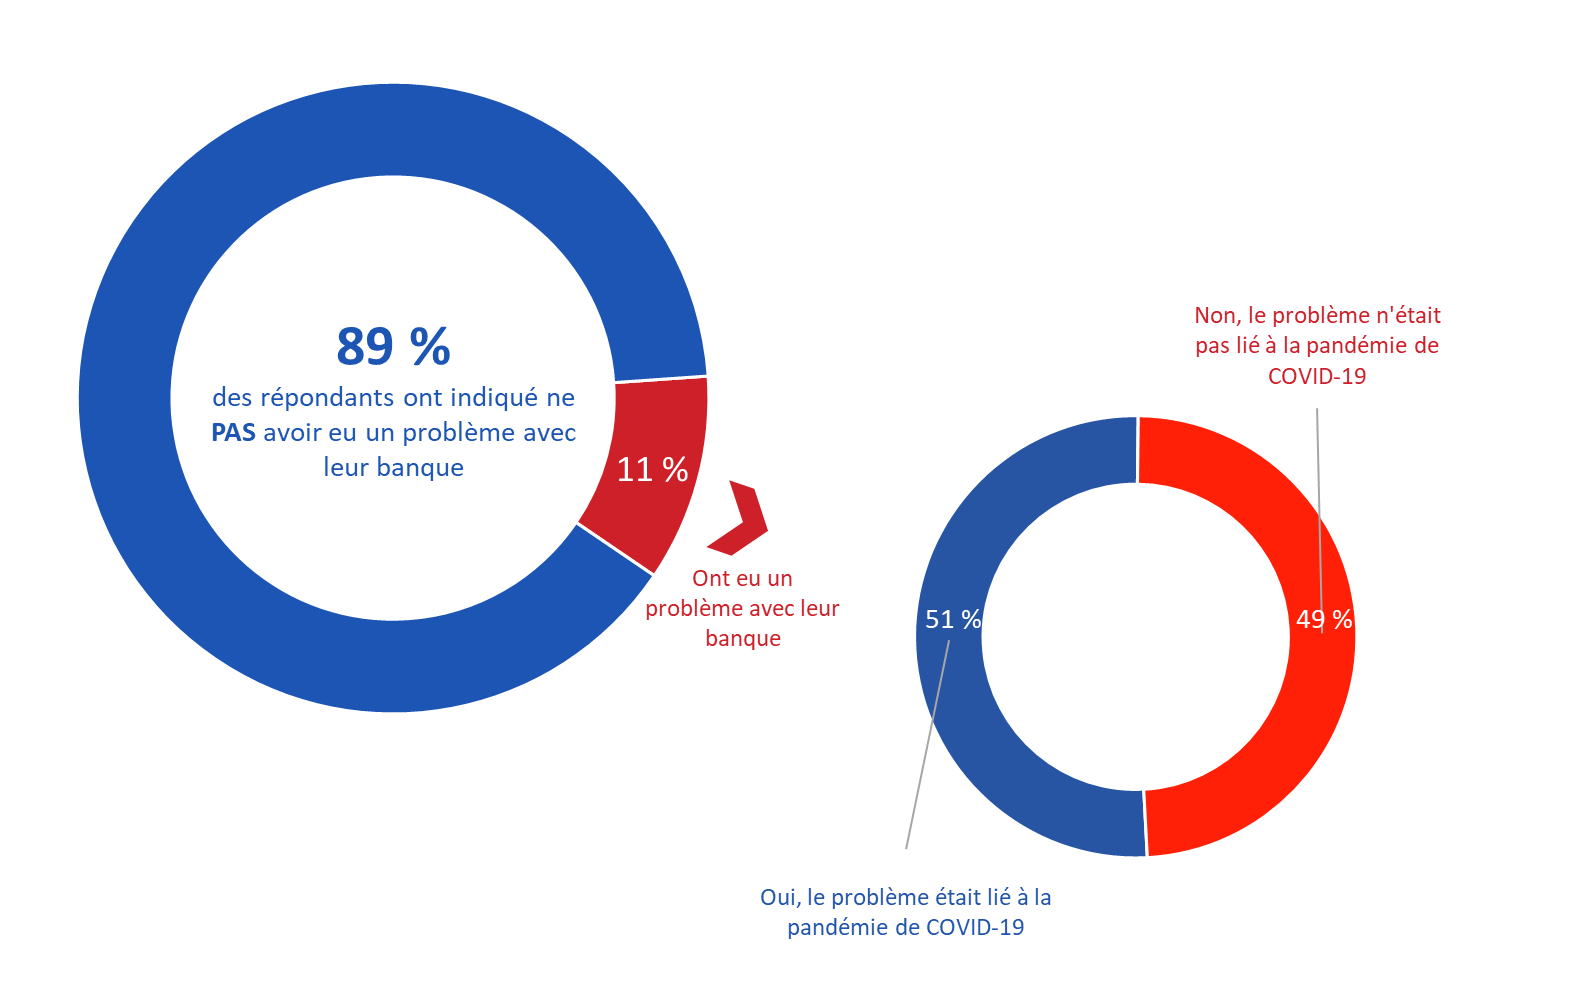 89 %
des répondants ont indiqué ne
PAS avoir eu un problème avec
leur banque
11 %
Ont eu un
problème avec leur
banque
Non, le problème n'était
pas lié à la pandémie de
COVID-19
51 %
49 %
Oui, le problème était lié à la
pandémie de COVID-19